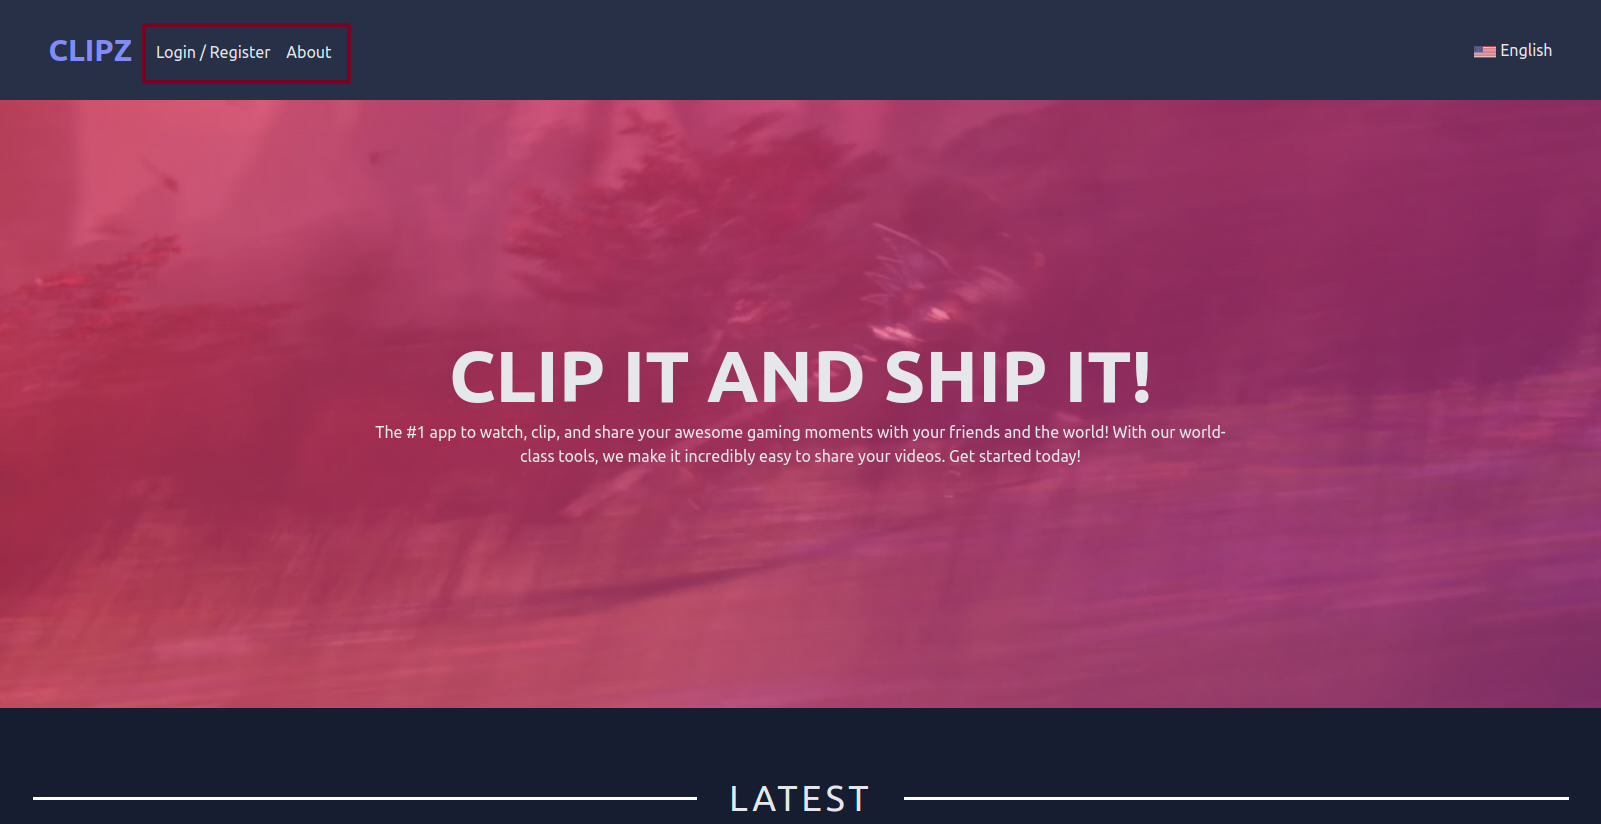 CLIPZ Login / Register About English
CLIP IT AND SHIP IT!
The #1 app to watch, clip, and share your awesome gaming moments with your friends and the world! With our world-
class tools, we make it incredibly easy to share your videos. Get started today!
LATEST